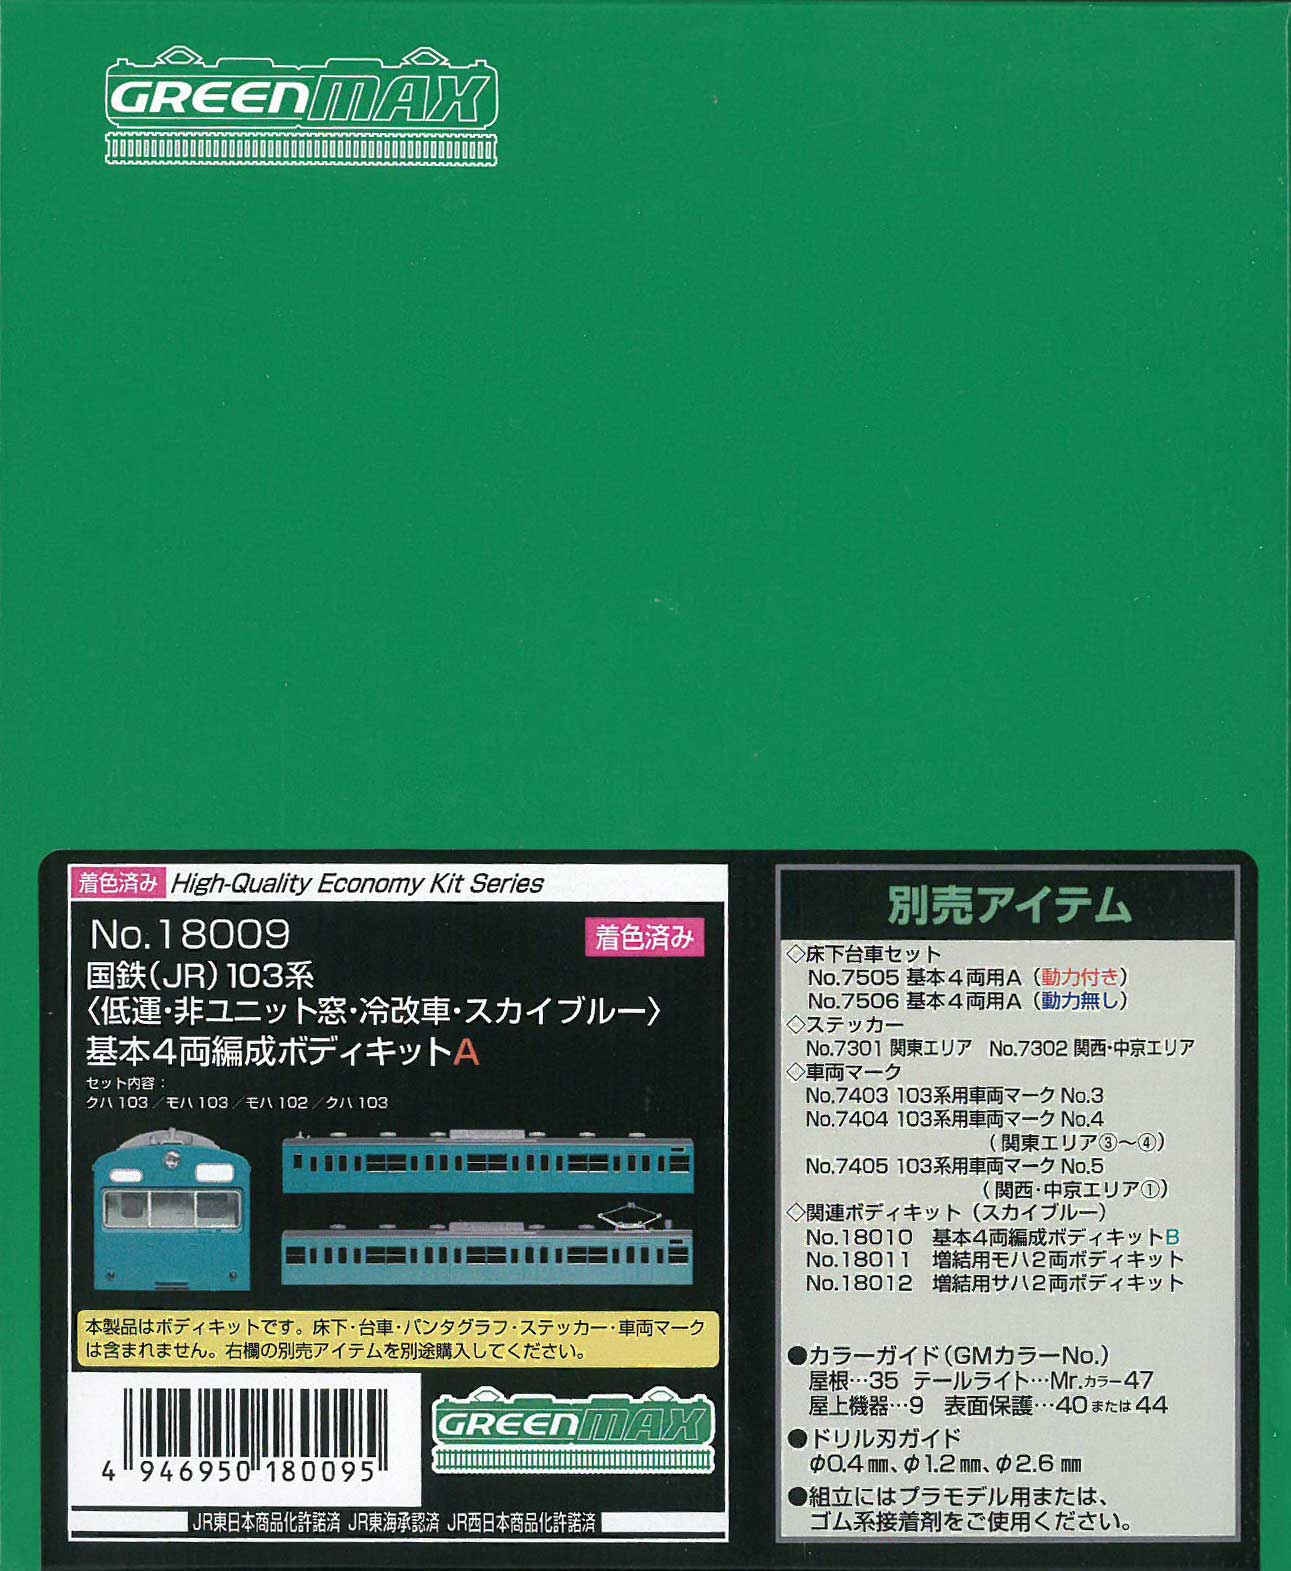 GREENMAX
着色済み High-Quality Economy Kit Series
No.18009 着色済み
国鉄(JR)103系
〈低運・非ユニット窓・冷改車・スカイブルー〉
基本4両編成ボディキットA
セット内容：
クハ103／モハ103／モハ102／クハ103
本製品はボディキットです。床下・台車・パンタグラフ・ステッカー・車両マーク
は含まれません。右欄の別売アイテムを別途購入してください。
4 946950 180095
GREENMAX
JR東日本商品化許諾済 JR東海承認済 JR西日本商品化許諾済
別売アイテム
◇床下台車セット
No.7505 基本4両用A（動力付き）
No.7506 基本4両用A（動力無し）
◇ステッカー
No.7301 関東エリア No.7302 関西・中京エリア
◇車両マーク
No.7403 103系用車両マーク No.3
No.7404 103系用車両マーク No.4
（関東エリア③〜④）
No.7405 103系用車両マーク No.5
（関西・中京エリア①）
◇関連ボディキット（スカイブルー）
No.18010 基本4両編成ボディキットB
No.18011 増結用モハ2両ボディキット
No.18012 増結用サハ2両ボディキット
●カラーガイド（GMカラーNo.）
屋根…35 テールライト…Mr.カラー47
屋上機器…9 表面保護…40または44
●ドリル刃ガイド
φ0.4㎜、φ1.2㎜、φ2.6㎜
●組立にはプラモデル用または、
ゴム系接着剤をご使用ください。